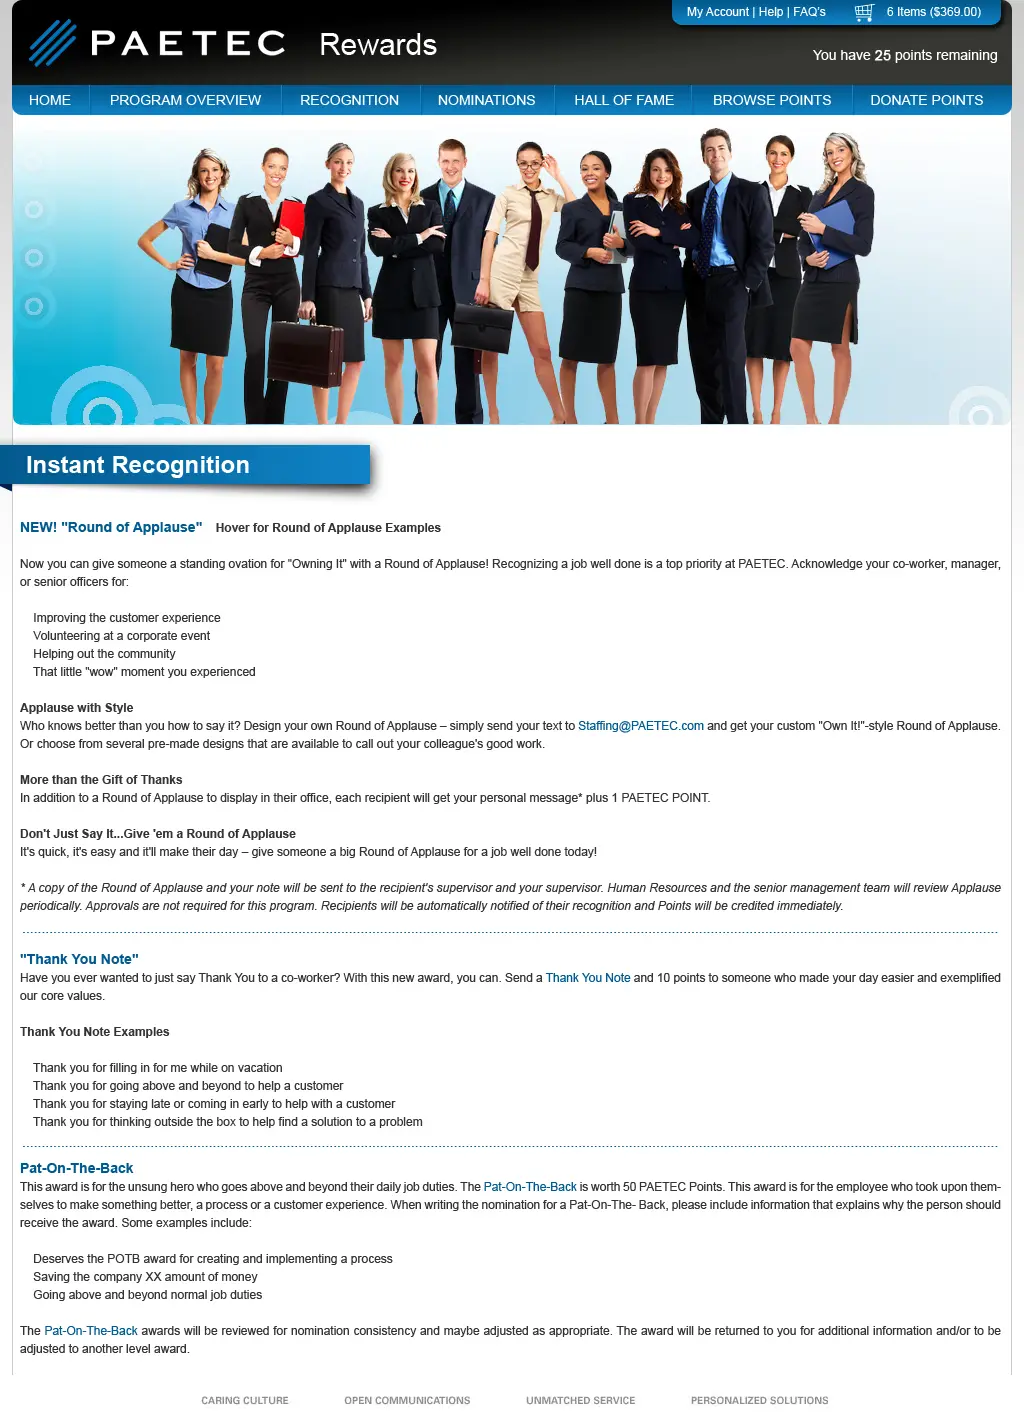 My Account | Help | FAQ's 6 Items ($369.00)
PAETEC Rewards
You have 25 points remaining
HOME PROGRAM OVERVIEW RECOGNITION NOMINATIONS HALL OF FAME BROWSE POINTS DONATE POINTS
Instant Recognition
NEW! "Round of Applause" Hover for Round of Applause Examples
Now you can give someone a standing ovation for "Owning It" with a Round of Applause! Recognizing a job well done is a top priority at PAETEC. Acknowledge your co-worker, manager,
or senior officers for:
Improving the customer experience
Volunteering at a corporate event
Helping out the community
That little "wow" moment you experienced
Applause with Style
Who knows better than you how to say it? Design your own Round of Applause – simply send your text to Staffing@PAETEC.com and get your custom "Own It!"-style Round of Applause.
Or choose from several pre-made designs that are available to call out your colleague's good work.
More than the Gift of Thanks
In addition to a Round of Applause to display in their office, each recipient will get your personal message* plus 1 PAETEC POINT.
Don't Just Say It...Give 'em a Round of Applause
It's quick, it's easy and it'll make their day – give someone a big Round of Applause for a job well done today!
* A copy of the Round of Applause and your note will be sent to the recipient's supervisor and your supervisor. Human Resources and the senior management team will review Applause
periodically. Approvals are not required for this program. Recipients will be automatically notified of their recognition and Points will be credited immediately.
"Thank You Note"
Have you ever wanted to just say Thank You to a co-worker? With this new award, you can. Send a Thank You Note and 10 points to someone who made your day easier and exemplified
our core values.
Thank You Note Examples
Thank you for filling in for me while on vacation
Thank you for going above and beyond to help a customer
Thank you for staying late or coming in early to help with a customer
Thank you for thinking outside the box to help find a solution to a problem
Pat-On-The-Back
This award is for the unsung hero who goes above and beyond their daily job duties. The Pat-On-The-Back is worth 50 PAETEC Points. This award is for the employee who took upon them-
selves to make something better, a process or a customer experience. When writing the nomination for a Pat-On-The- Back, please include information that explains why the person should
receive the award. Some examples include:
Deserves the POTB award for creating and implementing a process
Saving the company XX amount of money
Going above and beyond normal job duties
The Pat-On-The-Back awards will be reviewed for nomination consistency and maybe adjusted as appropriate. The award will be returned to you for additional information and/or to be
adjusted to another level award.
CARING CULTURE OPEN COMMUNICATIONS UNMATCHED SERVICE PERSONALIZED SOLUTIONS